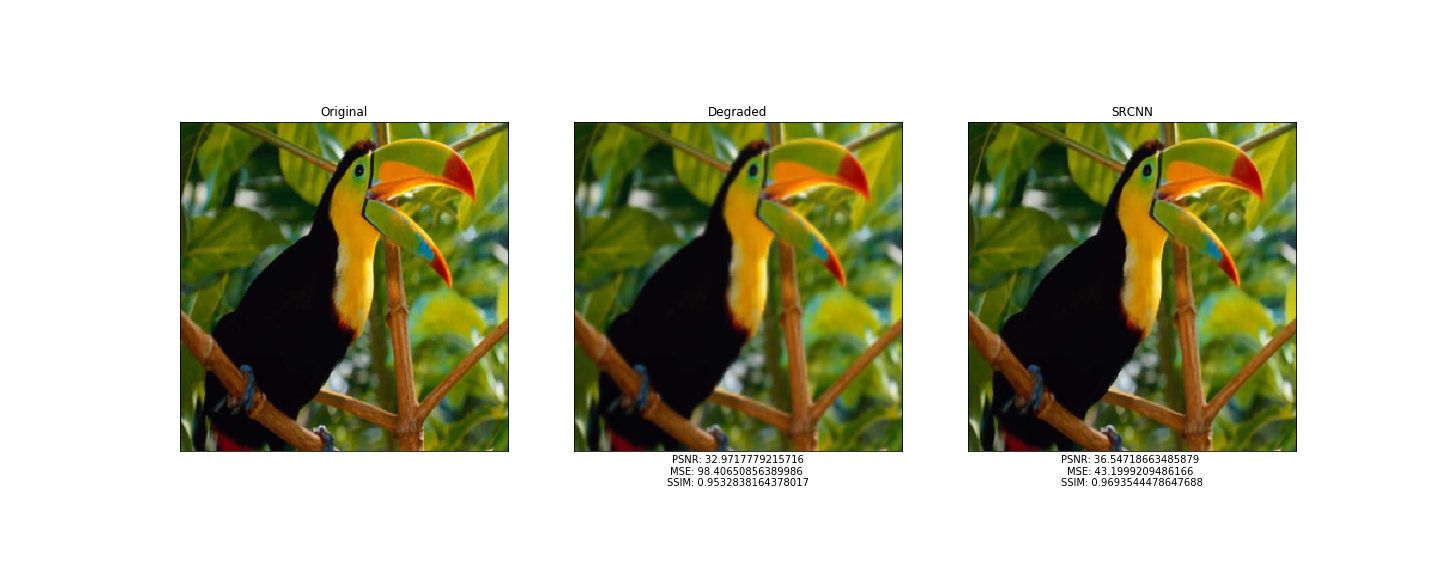 Original
Degraded
SRCNN
PSNR: 32.9717779215716
MSE: 98.40650856389986
SSIM: 0.9532838164378017
PSNR: 36.54718663485879
MSE: 43.1999209486166
SSIM: 0.9693544478647688